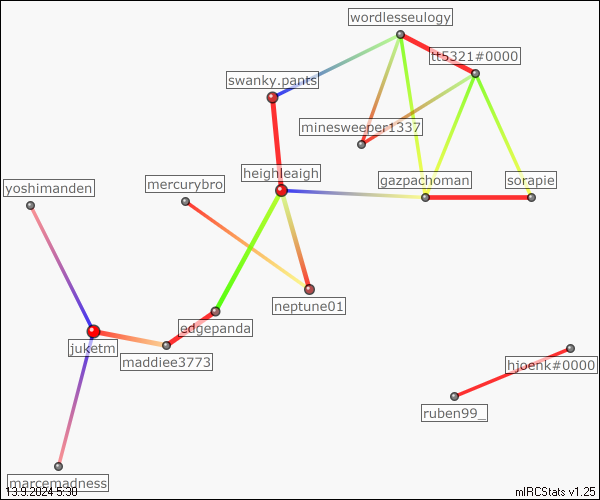 wordlesseulogy
tt5321#0000
swanky.pants
minesweeper1337
heighleaigh
gazpachoman
sorapie
mercurybro
yoshimanden
neptune01
edgepanda
juketm
maddiee3773
hjoenk#0000
ruben99_
marcemadness
13.9.2024 5:30
mIRCStats v1.25